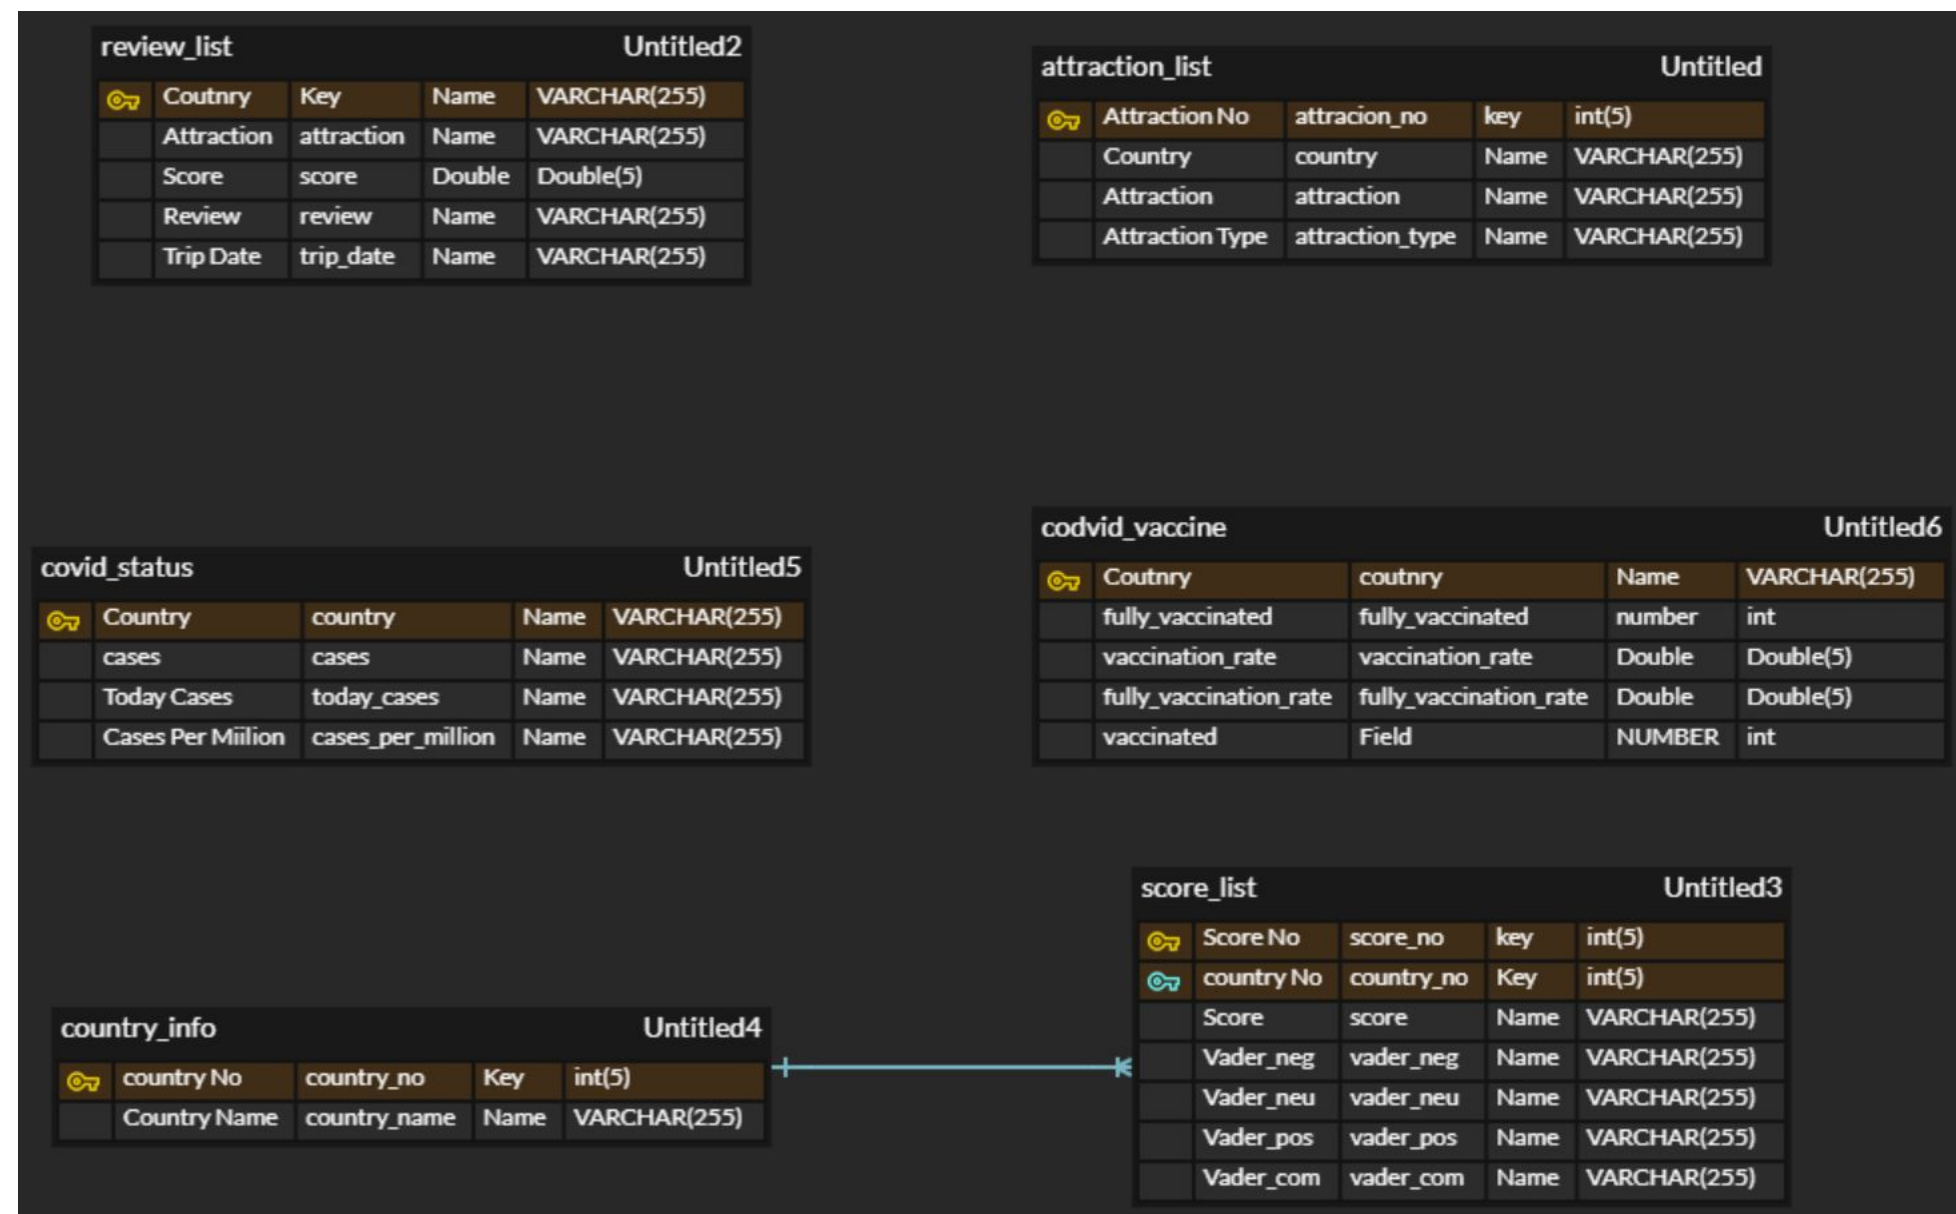 review_list Untitled2
Coutnry Key Name VARCHAR(255)
Attraction attraction Name VARCHAR(255)
Score score Double Double(5)
Review review Name VARCHAR(255)
Trip Date trip_date Name VARCHAR(255)
attraction_list Untitled
Attraction No attracion_no key int(5)
Country country Name VARCHAR(255)
Attraction attraction Name VARCHAR(255)
Attraction Type attraction_type Name VARCHAR(255)
covid_status Untitled5
Country country Name VARCHAR(255)
cases cases Name VARCHAR(255)
Today Cases today_cases Name VARCHAR(255)
Cases Per Miilion cases_per_million Name VARCHAR(255)
codvid_vaccine Untitled6
Coutnry coutnry Name VARCHAR(255)
fully_vaccinated fully_vaccinated number int
vaccination_rate vaccination_rate Double Double(5)
fully_vaccination_rate fully_vaccination_rate Double Double(5)
vaccinated Field NUMBER int
country_info Untitled4
country No country_no Key int(5)
Country Name country_name Name VARCHAR(255)
score_list Untitled3
Score No score_no key int(5)
country No country_no Key int(5)
Score score Name VARCHAR(255)
Vader_neg vader_neg Name VARCHAR(255)
Vader_neu vader_neu Name VARCHAR(255)
Vader_pos vader_pos Name VARCHAR(255)
Vader_com vader_com Name VARCHAR(255)